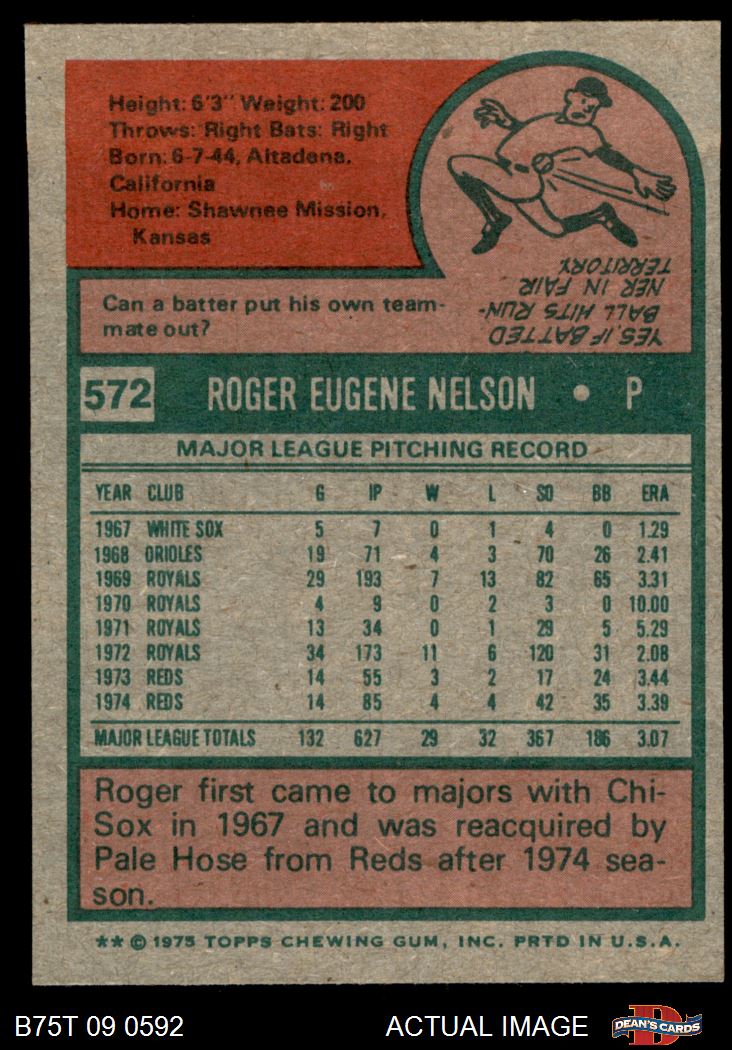 Height: 6'3" Weight: 200
Throws: Right Bats: Right
Born: 6-7-44, Altadena,
California
Home: Shawnee Mission,
Kansas
Can a batter put his own team-
mate out?
YES, IF BATTED
BALL HITS RUN-
NER IN FAIR
TERRITORY.
572 ROGER EUGENE NELSON • P
MAJOR LEAGUE PITCHING RECORD
YEAR CLUB G IP W L SO BB ERA
1967 WHITE SOX 5 7 0 1 4 0 1.29
1968 ORIOLES 19 71 4 3 70 26 2.41
1969 ROYALS 29 193 7 13 82 65 3.31
1970 ROYALS 4 9 0 2 3 0 10.00
1971 ROYALS 13 34 0 1 29 5 5.29
1972 ROYALS 34 173 11 6 120 31 2.08
1973 REDS 14 55 3 2 17 24 3.44
1974 REDS 14 85 4 4 42 35 3.39
MAJOR LEAGUE TOTALS 132 627 29 32 367 186 3.07
Roger first came to majors with Chi-
Sox in 1967 and was reacquired by
Pale Hose from Reds after 1974 sea-
son.
** © 1975 TOPPS CHEWING GUM, INC. PRTD IN U.S.A.
B75T 09 0592 ACTUAL IMAGE D DEAN'S CARDS